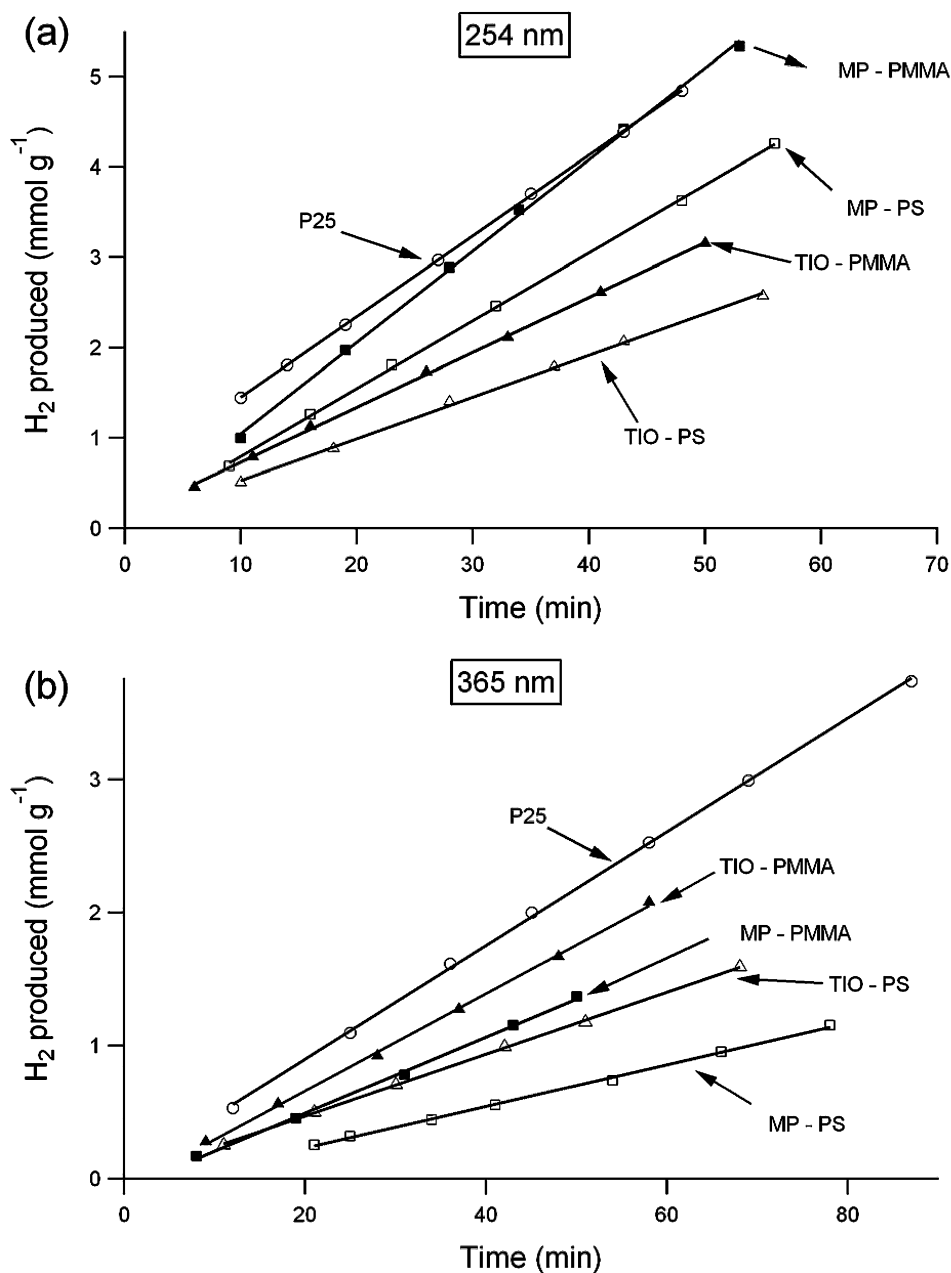 (a)
254 nm
H₂ produced (mmol g⁻¹)
5
4
3
2
1
0
MP - PMMA
P25
MP - PS
TIO - PMMA
TIO - PS
0 10 20 30 40 50 60 70
Time (min)
(b)
365 nm
H₂ produced (mmol g⁻¹)
3
2
1
0
P25
TIO - PMMA
MP - PMMA
TIO - PS
MP - PS
0 20 40 60 80
Time (min)